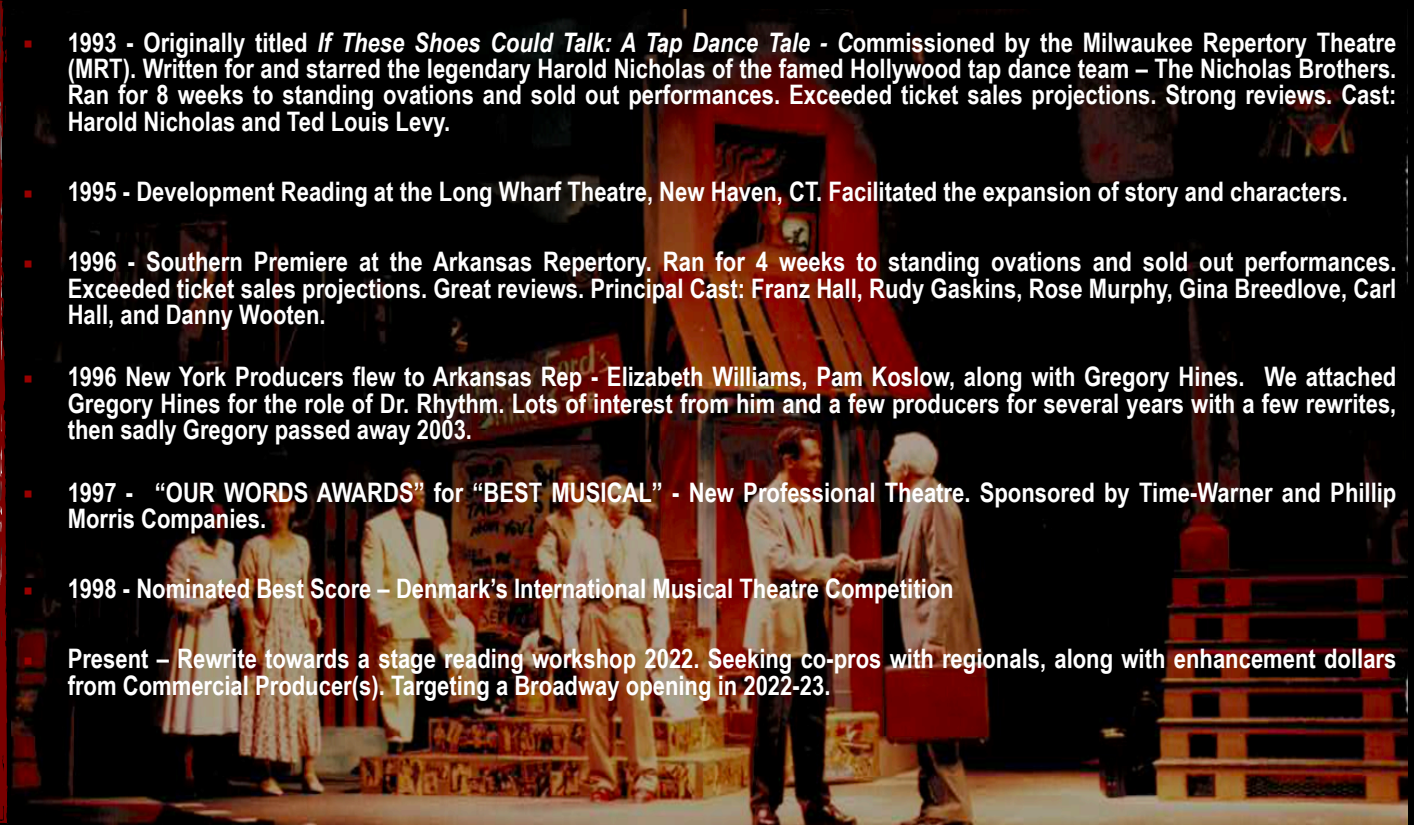 1993 - Originally titled If These Shoes Could Talk: A Tap Dance Tale - Commissioned by the Milwaukee Repertory Theatre
(MRT). Written for and starred the legendary Harold Nicholas of the famed Hollywood tap dance team – The Nicholas Brothers.
Ran for 8 weeks to standing ovations and sold out performances. Exceeded ticket sales projections. Strong reviews. Cast:
Harold Nicholas and Ted Louis Levy.
1995 - Development Reading at the Long Wharf Theatre, New Haven, CT. Facilitated the expansion of story and characters.
1996 - Southern Premiere at the Arkansas Repertory. Ran for 4 weeks to standing ovations and sold out performances.
Exceeded ticket sales projections. Great reviews. Principal Cast: Franz Hall, Rudy Gaskins, Rose Murphy, Gina Breedlove, Carl
Hall, and Danny Wooten.
1996 New York Producers flew to Arkansas Rep - Elizabeth Williams, Pam Koslow, along with Gregory Hines. We attached
Gregory Hines for the role of Dr. Rhythm. Lots of interest from him and a few producers for several years with a few rewrites,
then sadly Gregory passed away 2003.
1997 - “OUR WORDS AWARDS” for “BEST MUSICAL” - New Professional Theatre. Sponsored by Time-Warner and Phillip
Morris Companies.
1998 - Nominated Best Score – Denmark’s International Musical Theatre Competition
Present – Rewrite towards a stage reading workshop 2022. Seeking co-pros with regionals, along with enhancement dollars
from Commercial Producer(s). Targeting a Broadway opening in 2022-23.